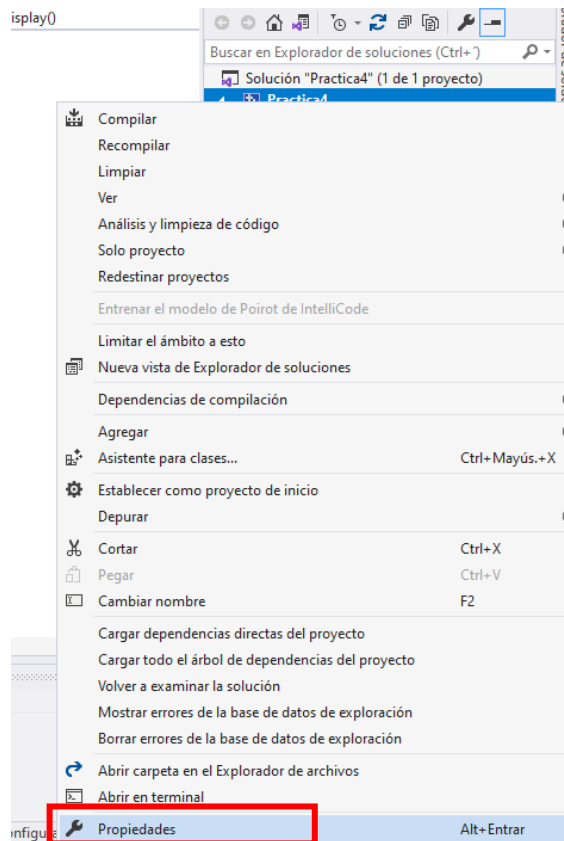 isplay()
Buscar en Explorador de soluciones (Ctrl+´)
Solución "Practica4" (1 de 1 proyecto)
Practica4
Compilar
Recompilar
Limpiar
Ver
Análisis y limpieza de código
Solo proyecto
Redestinar proyectos
Entrenar el modelo de Poirot de IntelliCode
Limitar el ámbito a esto
Nueva vista de Explorador de soluciones
Dependencias de compilación
Agregar
Asistente para clases... Ctrl+Mayús.+X
Establecer como proyecto de inicio
Depurar
Cortar Ctrl+X
Pegar Ctrl+V
Cambiar nombre F2
Cargar dependencias directas del proyecto
Cargar todo el árbol de dependencias del proyecto
Volver a examinar la solución
Mostrar errores de la base de datos de exploración
Borrar errores de la base de datos de exploración
Abrir carpeta en el Explorador de archivos
Abrir en terminal
Propiedades Alt+Entrar